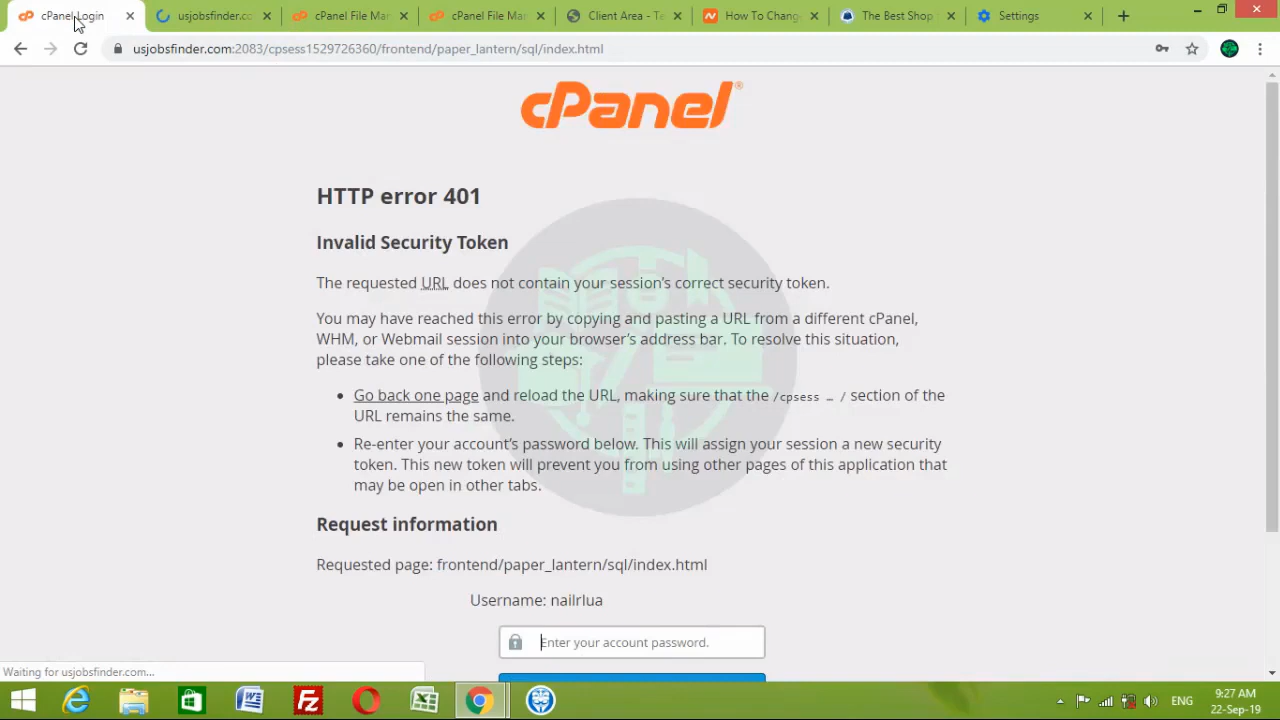 cPanel Login
usjobsfinder.co
cPanel File Mar
cPanel File Mar
Client Area - Te
How To Change
The Best Shop
Settings
usjobsfinder.com:2083/cpsess1529726360/frontend/paper_lantern/sql/index.html
cPanel®
HTTP error 401
Invalid Security Token
The requested URL does not contain your session's correct security token.
You may have reached this error by copying and pasting a URL from a different cPanel,
WHM, or Webmail session into your browser's address bar. To resolve this situation,
please take one of the following steps:
• Go back one page and reload the URL, making sure that the /cpsess … / section of the
URL remains the same.
• Re-enter your account's password below. This will assign your session a new security
token. This new token will prevent you from using other pages of this application that
may be open in other tabs.
Request information
Requested page: frontend/paper_lantern/sql/index.html
Username: nailrlua
Enter your account password.
Waiting for usjobsfinder.com...
ENG
9:27 AM
22-Sep-19